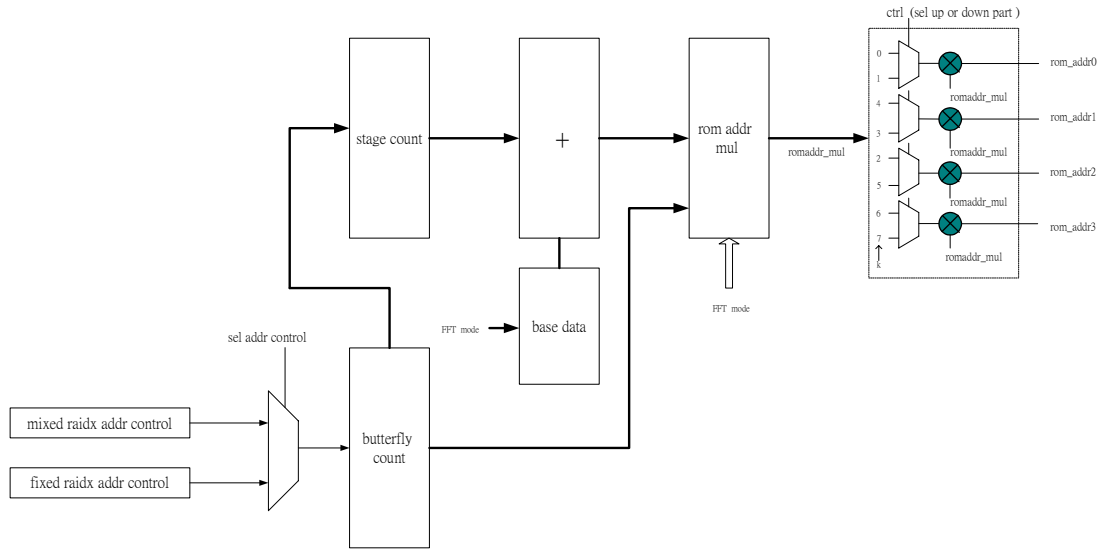 ctrl (sel up or down part )
0
1
romaddr_mul
rom_addr0
4
3
romaddr_mul
rom_addr1
2
5
romaddr_mul
rom_addr2
6
7
romaddr_mul
rom_addr3
k
stage count
+
rom addr
mul
romaddr_mul
FFT mode
FFT mode
base data
sel addr control
mixed raidx addr control
fixed raidx addr control
butterfly
count